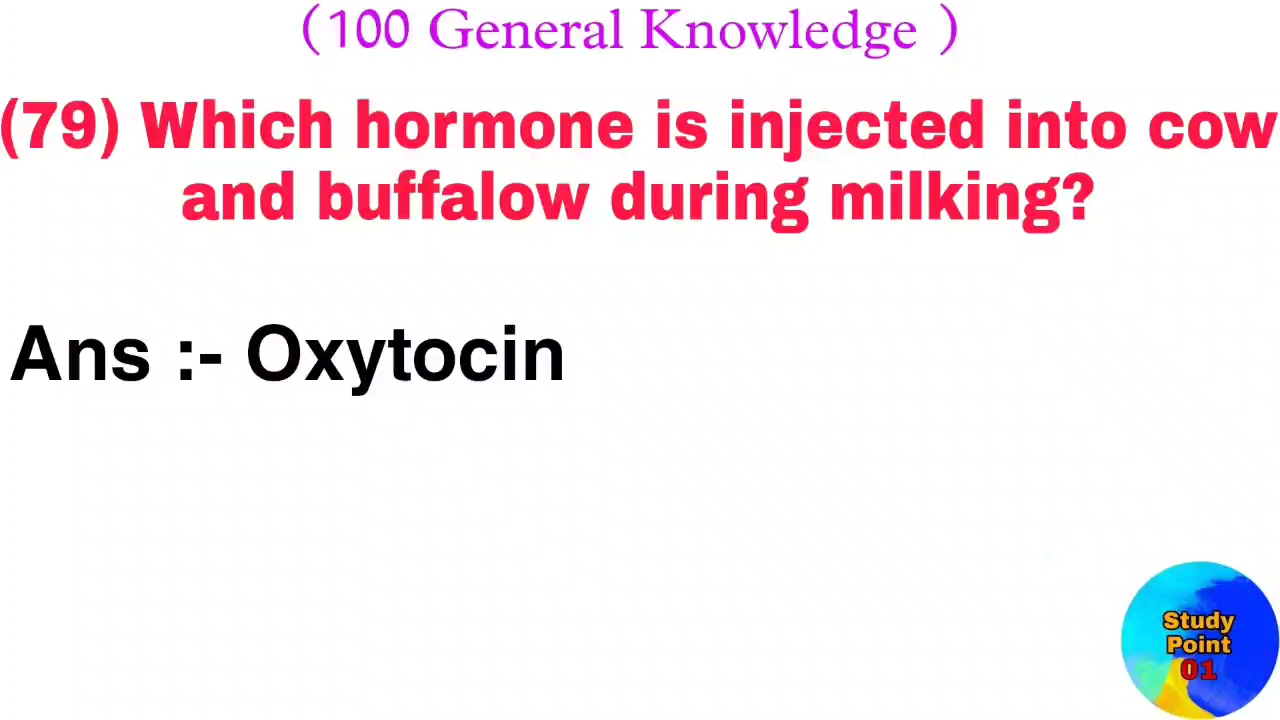 (100 General Knowledge )
(79) Which hormone is injected into cow
and buffalow during milking?
Ans :- Oxytocin
Study
Point
01